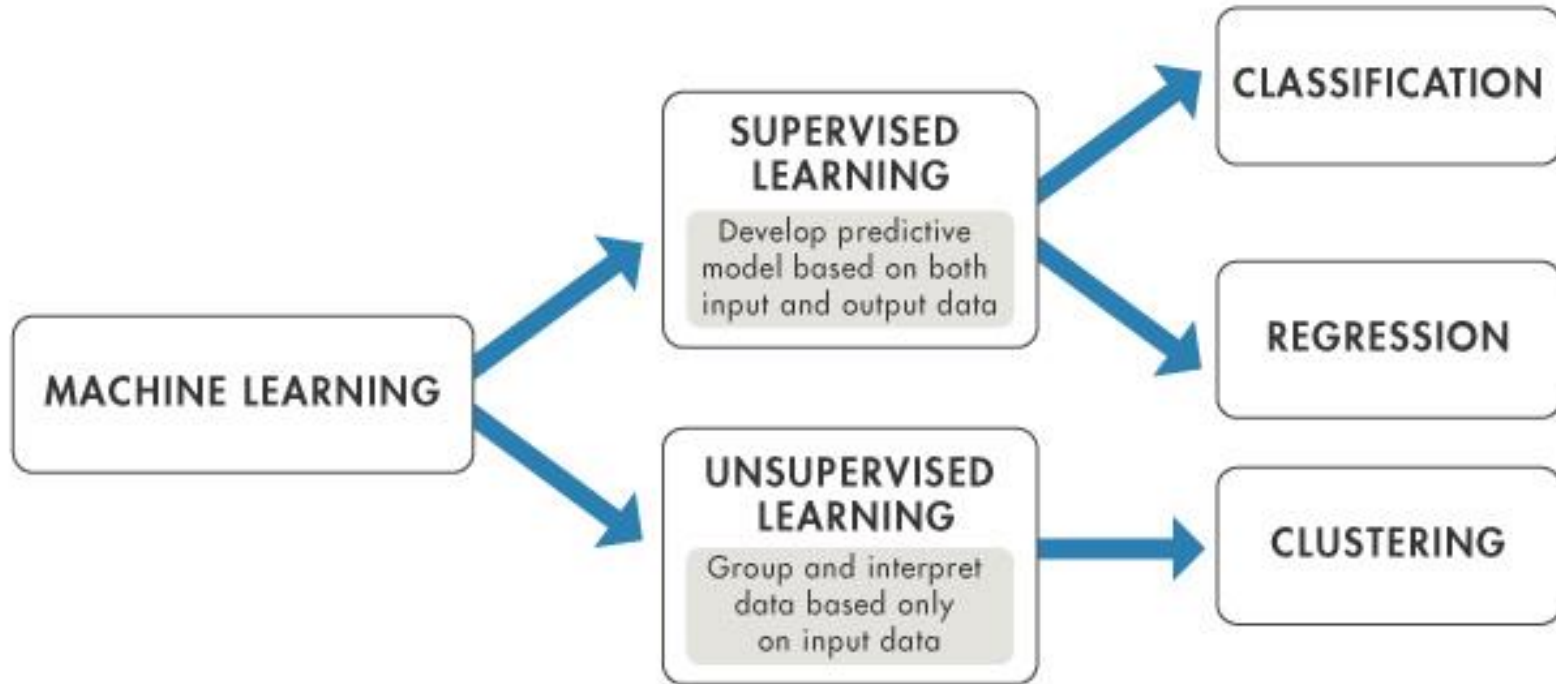 MACHINE LEARNING
SUPERVISED
LEARNING
Develop predictive
model based on both
input and output data
UNSUPERVISED
LEARNING
Group and interpret
data based only
on input data
CLASSIFICATION
REGRESSION
CLUSTERING